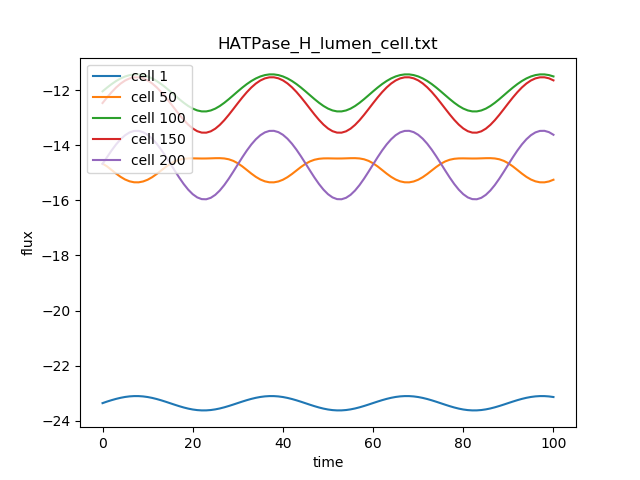 HATPase_H_lumen_cell.txt
cell 1
cell 50
cell 100
cell 150
cell 200
−12
−14
−16
−18
−20
−22
−24
flux
0 20 40 60 80 100
time